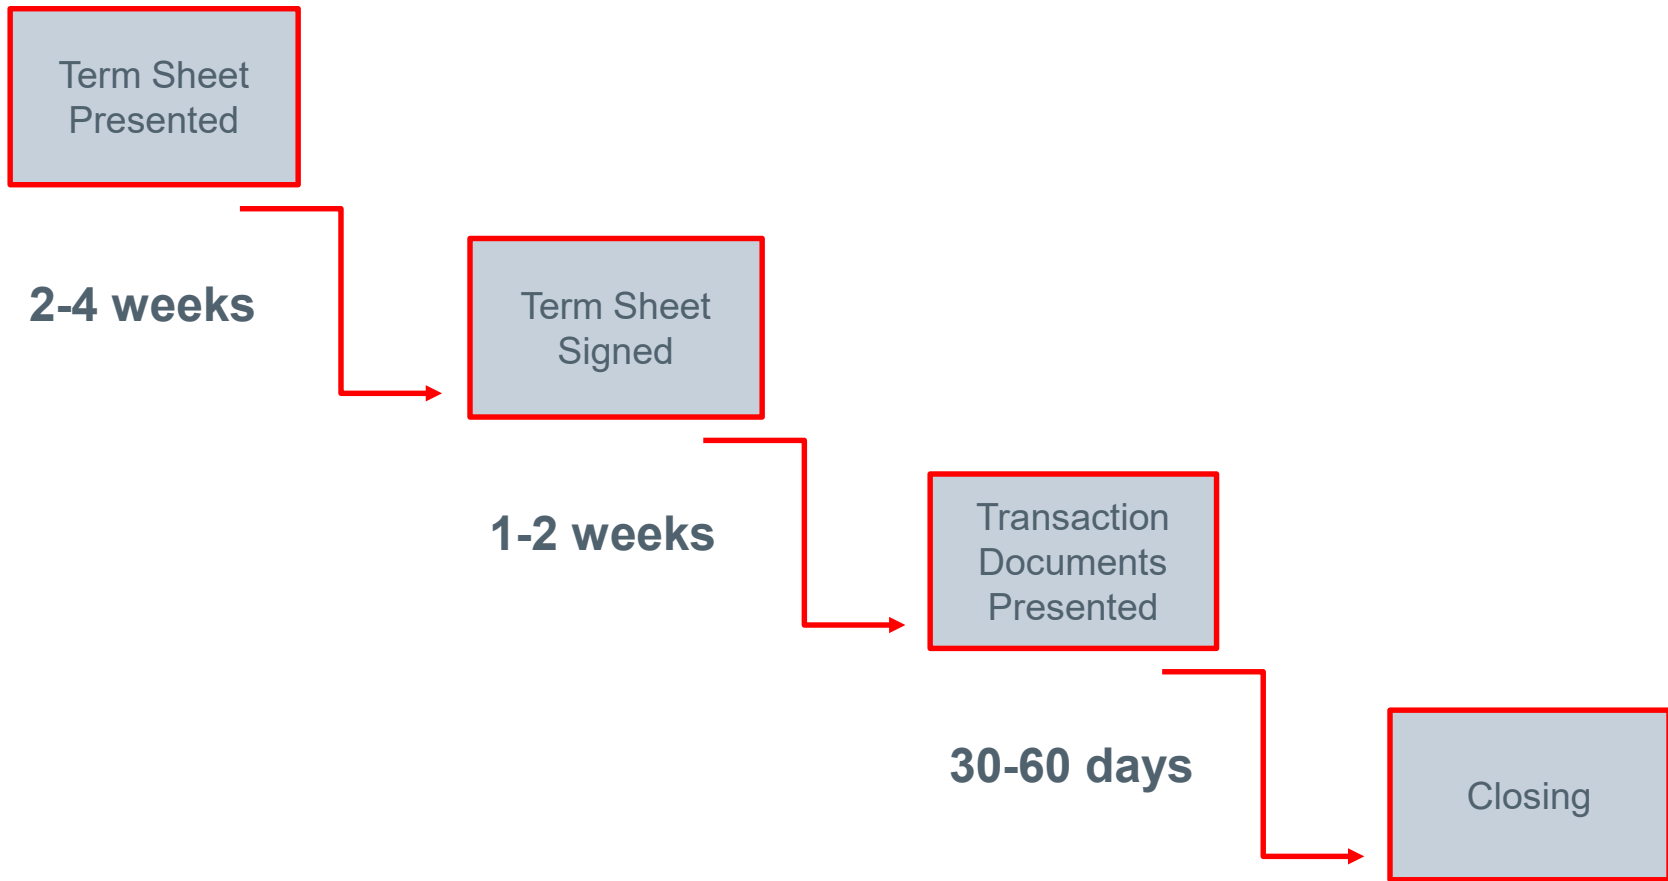 Term Sheet
Presented
2-4 weeks
Term Sheet
Signed
1-2 weeks
Transaction
Documents
Presented
30-60 days
Closing